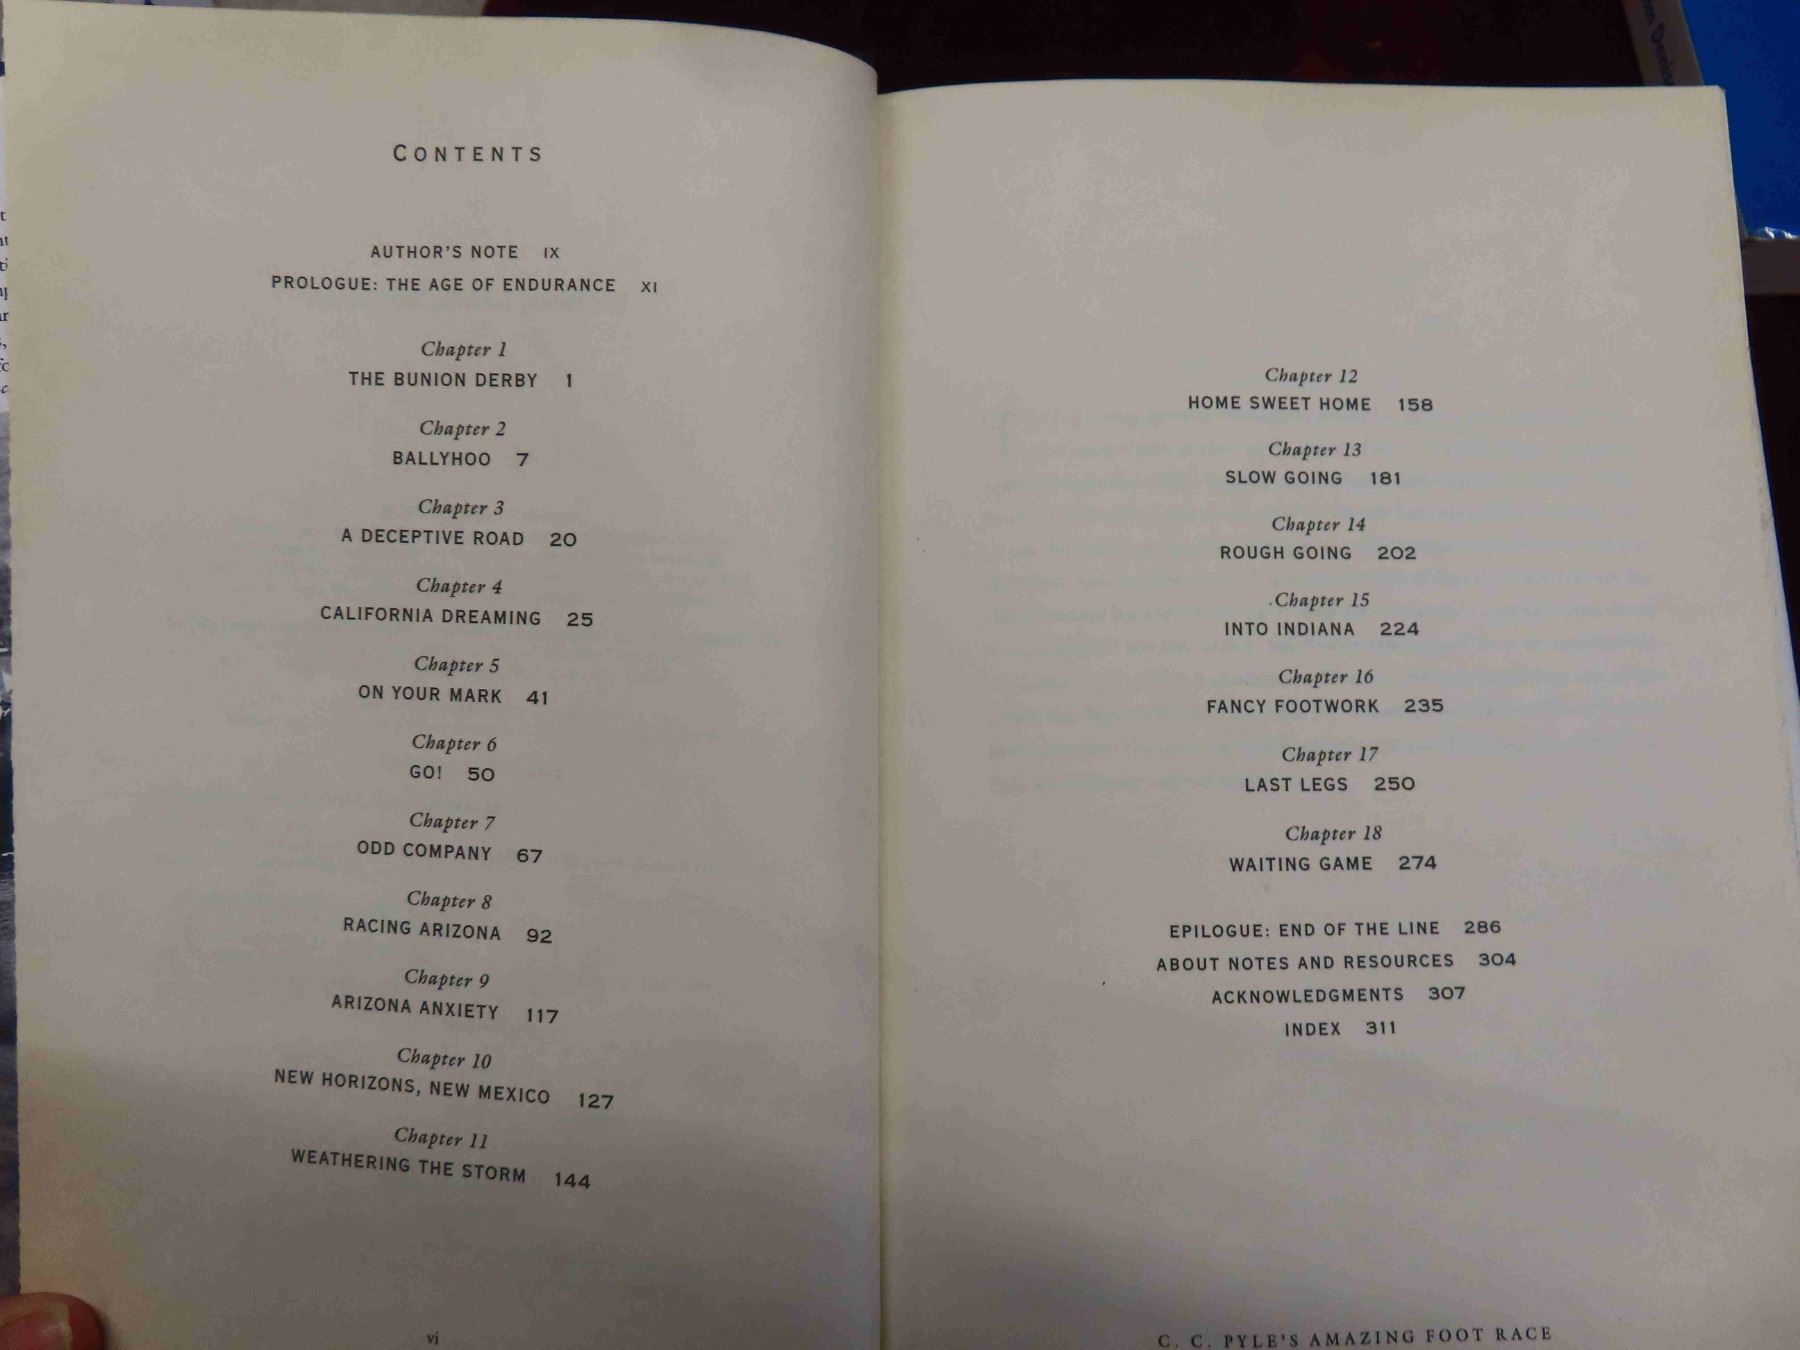 CONTENTS
AUTHOR'S NOTE IX
PROLOGUE: THE AGE OF ENDURANCE XI
Chapter 1
THE BUNION DERBY 1
Chapter 2
BALLYHOO 7
Chapter 3
A DECEPTIVE ROAD 20
Chapter 4
CALIFORNIA DREAMING 25
Chapter 5
ON YOUR MARK 41
Chapter 6
GO! 50
Chapter 7
ODD COMPANY 67
Chapter 8
RACING ARIZONA 92
Chapter 9
ARIZONA ANXIETY 117
Chapter 10
NEW HORIZONS, NEW MEXICO 127
Chapter 11
WEATHERING THE STORM 144
vi
Chapter 12
HOME SWEET HOME 158
Chapter 13
SLOW GOING 181
Chapter 14
ROUGH GOING 202
Chapter 15
INTO INDIANA 224
Chapter 16
FANCY FOOTWORK 235
Chapter 17
LAST LEGS 250
Chapter 18
WAITING GAME 274
EPILOGUE: END OF THE LINE 286
ABOUT NOTES AND RESOURCES 304
ACKNOWLEDGMENTS 307
INDEX 311
C. C. PYLE'S AMAZING FOOT RACE